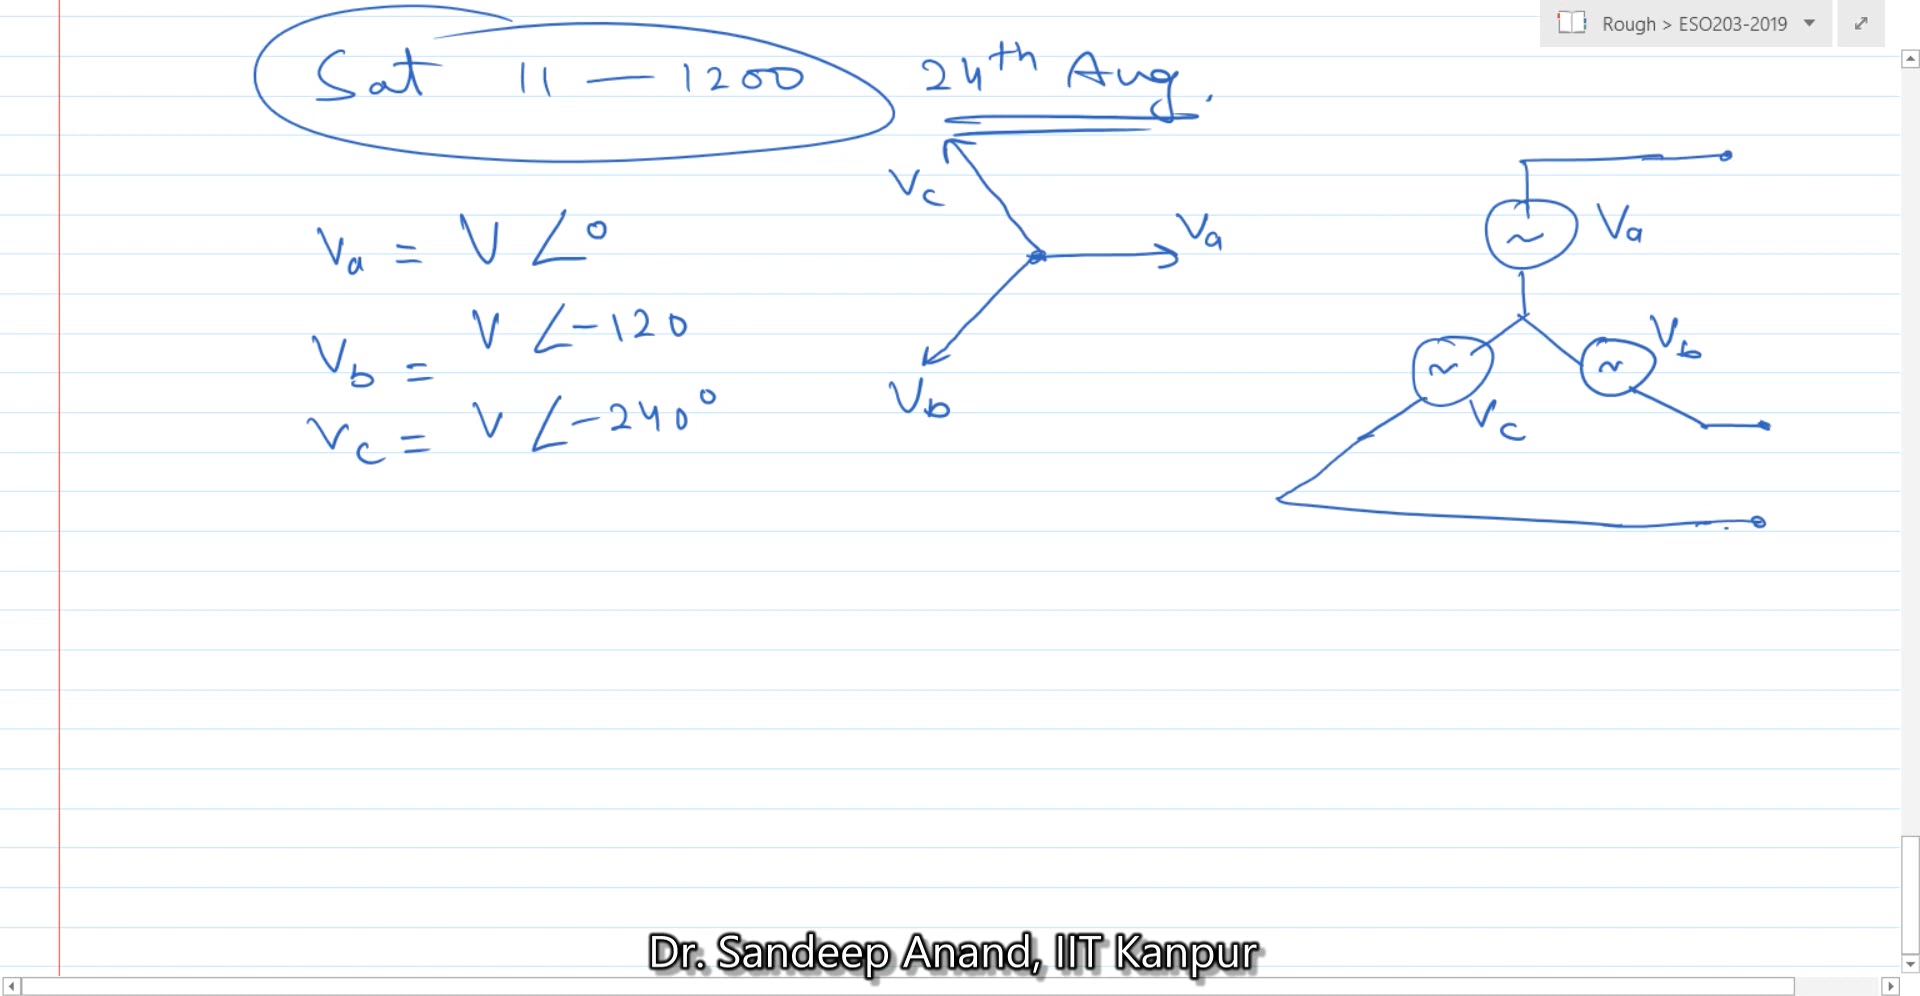 Rough > ESO203-2019
Sat 11 — 1200 24th Aug.
Va = V ∠0
Vb = V ∠-120
Vc = V ∠-240°
Vc
Va
Vb
Va
Vb
Vc
Dr. Sandeep Anand, IIT Kanpur